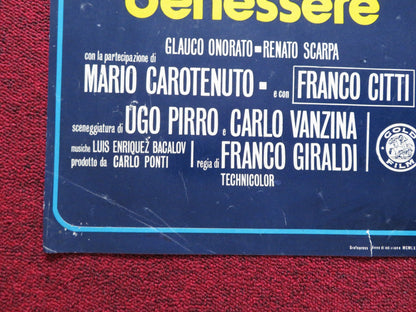 benessere
GLAUCO ONORATO = RENATO SCARPA
con la partecipazione di
MARIO CAROTENUTO = e con FRANCO CITTI
sceneggiatura di UGO PIRRO e CARLO VANZINA
musiche LUIS ENRIQUEZ BACALOV
prodotto da CARLO PONTI
regia di FRANCO GIRALDI
TECHNICOLOR
GOLD
FILM